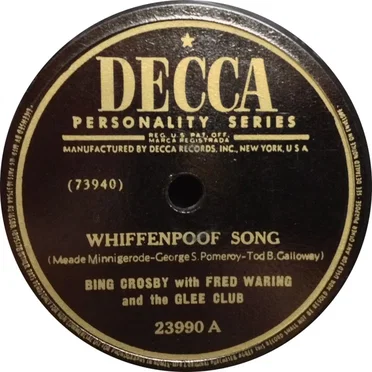 DECCA
PERSONALITY SERIES
REG. U.S. PAT. OFF.
MARCA REGISTRADA
MANUFACTURED BY DECCA RECORDS, INC., NEW YORK, U S A
(73940)
WHIFFENPOOF SONG
(Meade Minnigerode-George S. Pomeroy-Tod B. Galloway)
BING CROSBY with FRED WARING
and the GLEE CLUB
23990 A